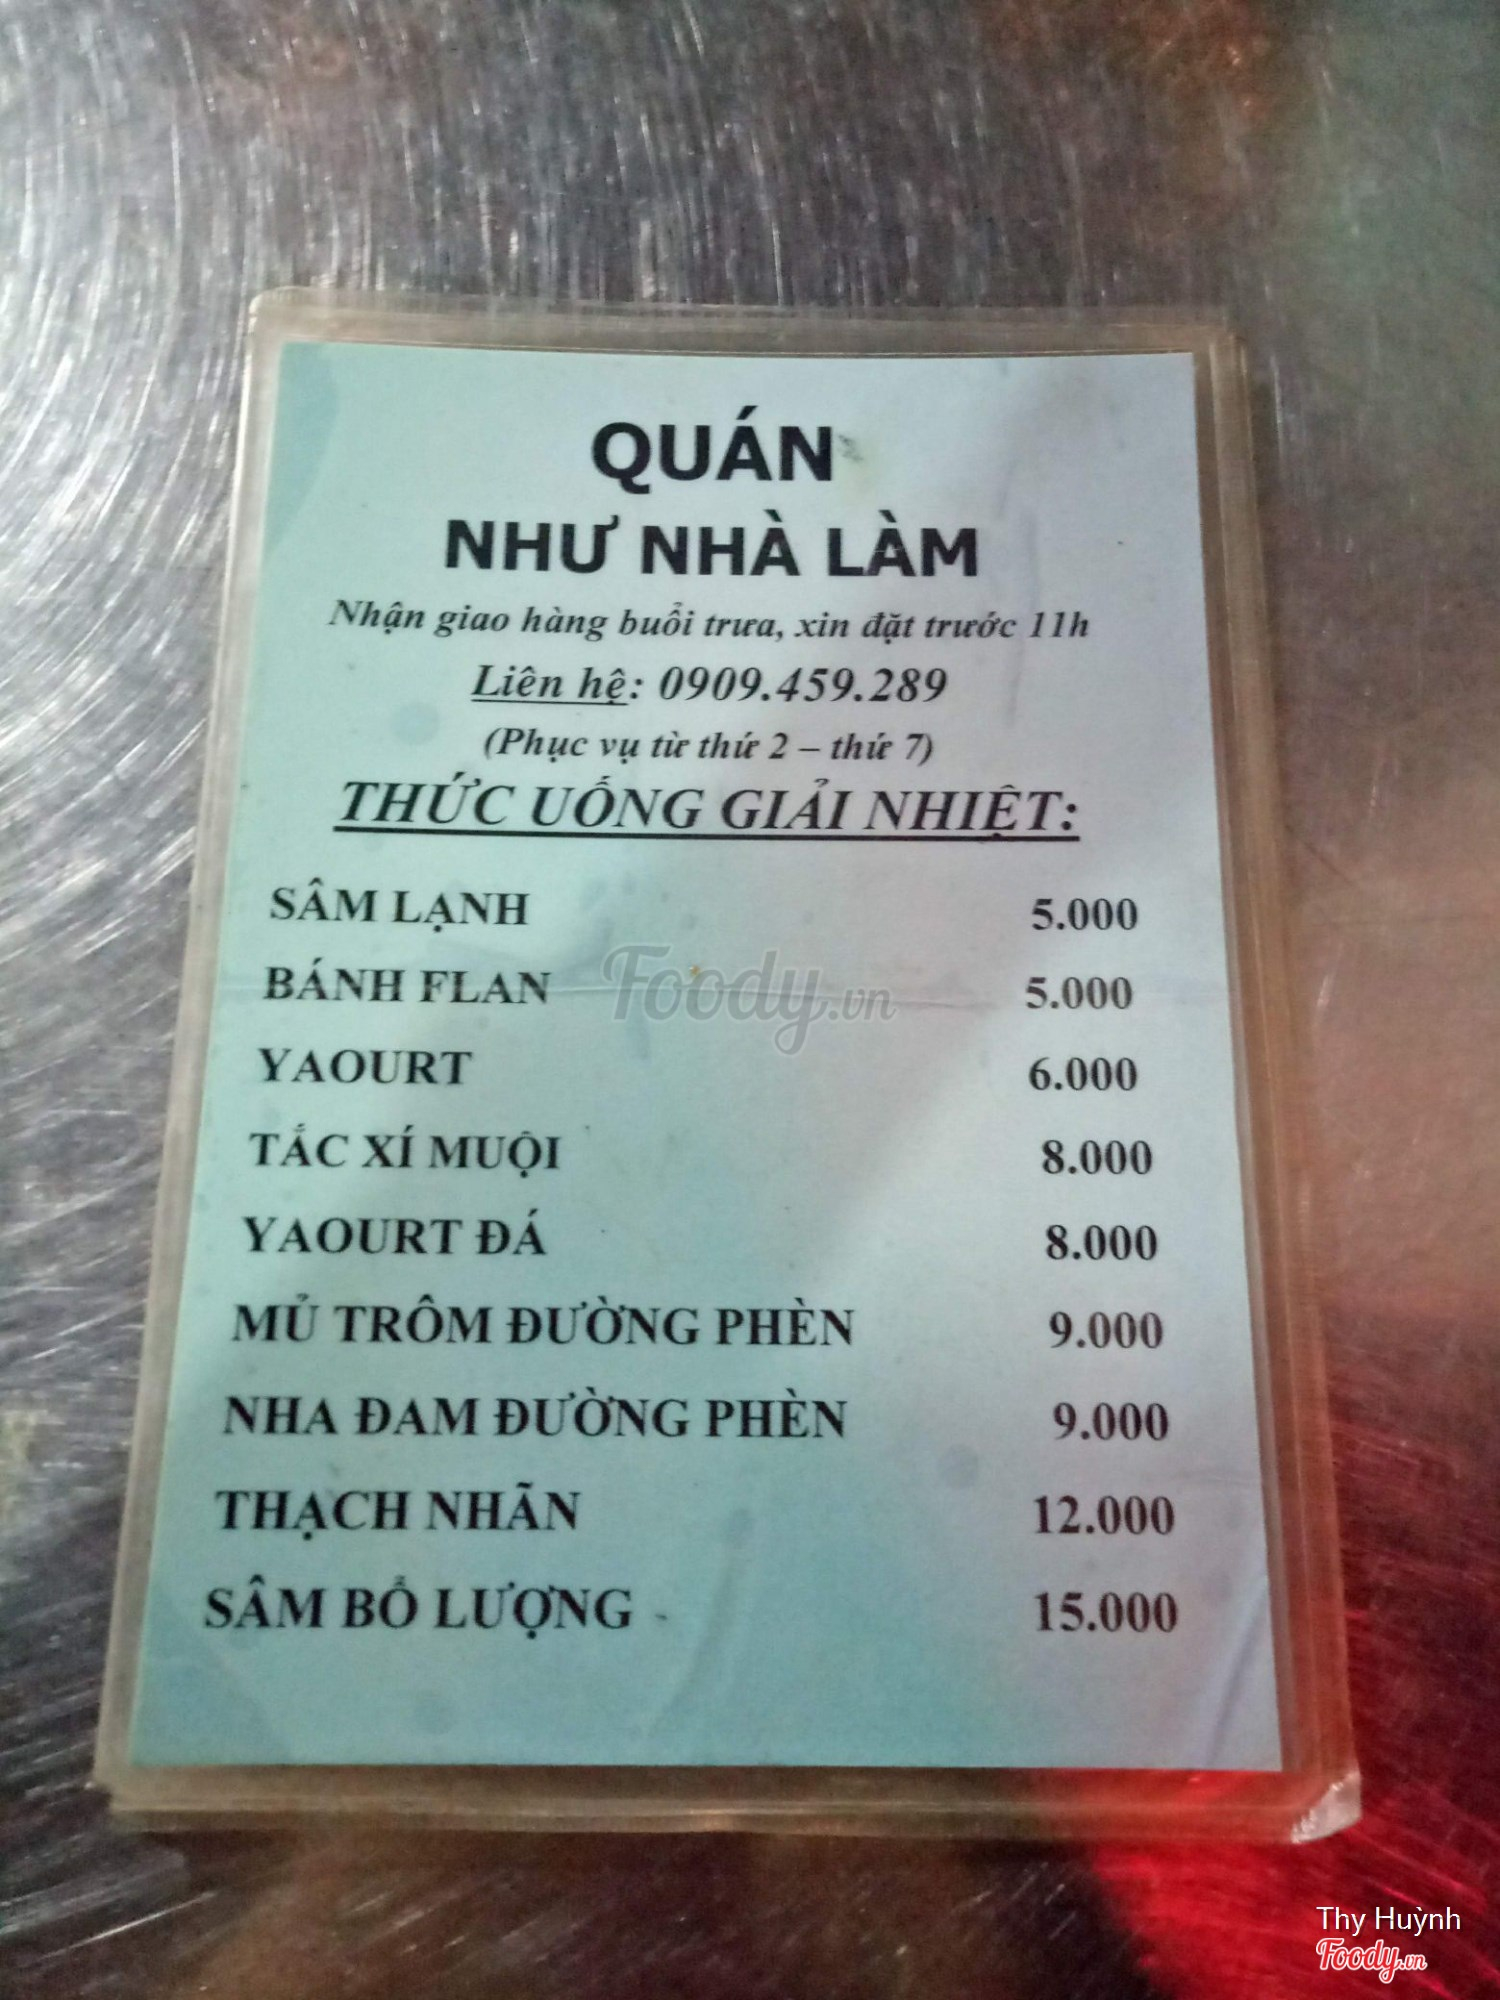 QUÁN
NHƯ NHÀ LÀM
Nhận giao hàng buổi trưa, xin đặt trước 11h
Liên hệ: 0909.459.289
(Phục vụ từ thứ 2 – thứ 7)
THỨC UỐNG GIẢI NHIỆT:
SÂM LẠNH 5.000
BÁNH FLAN 5.000
Foody.vn
YAOURT 6.000
TẮC XÍ MUỘI 8.000
YAOURT ĐÁ 8.000
MỦ TRÔM ĐƯỜNG PHÈN 9.000
NHA ĐAM ĐƯỜNG PHÈN 9.000
THẠCH NHÃN 12.000
SÂM BỔ LƯỢNG 15.000
Thy Huỳnh
Foody.vn